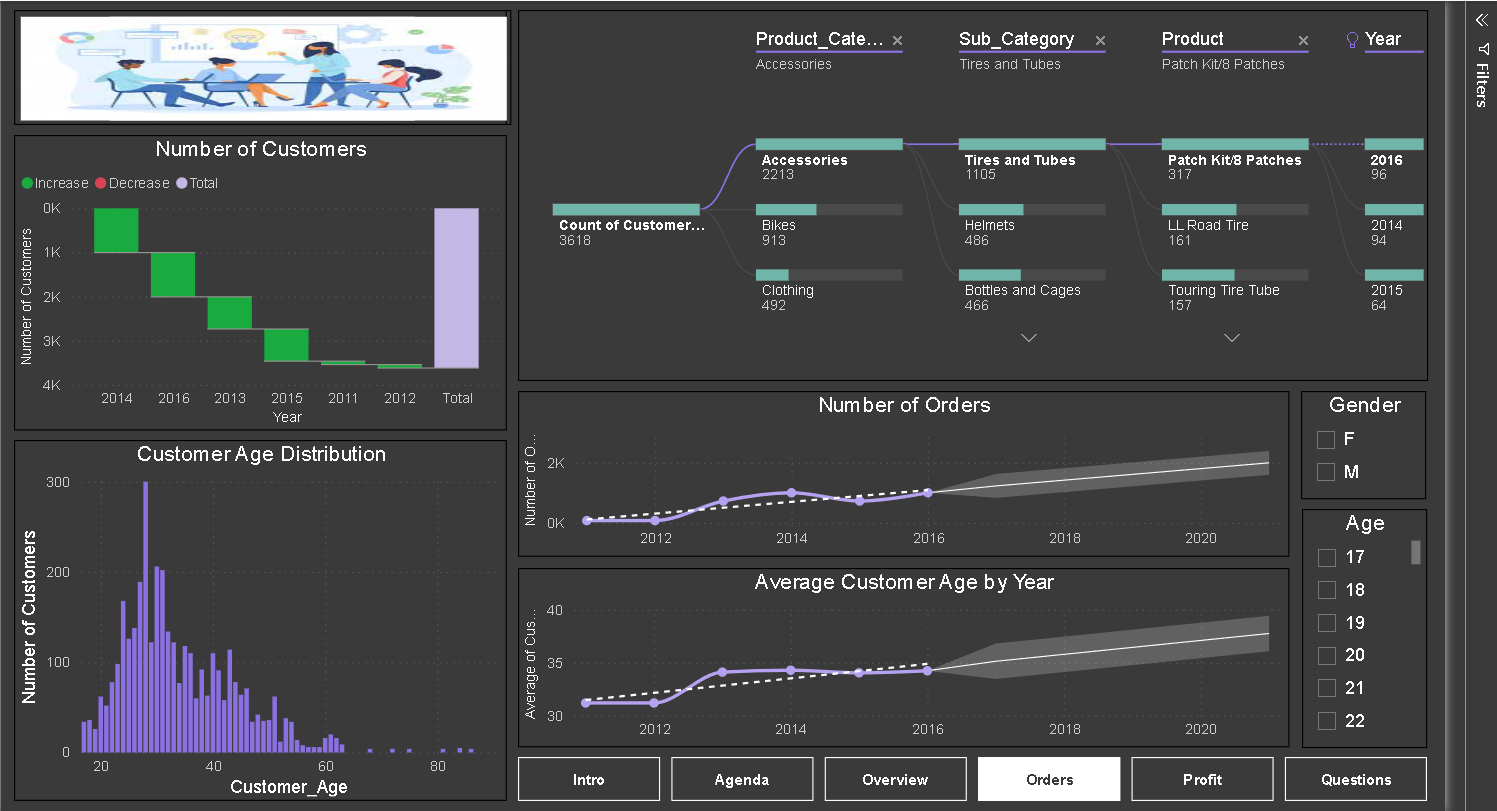 Product_Cate... ×
Accessories
Sub_Category ×
Tires and Tubes
Product ×
Patch Kit/8 Patches
Year
Filters
Count of Customer...
3618
Accessories
2213
Bikes
913
Clothing
492
Tires and Tubes
1105
Helmets
486
Bottles and Cages
466
Patch Kit/8 Patches
317
LL Road Tire
161
Touring Tire Tube
157
2016
96
2014
94
2015
64
Number of Customers
Increase Decrease Total
Number of Customers
0K
1K
2K
3K
4K
2014 2016 2013 2015 2011 2012 Total
Year
Customer Age Distribution
Number of Customers
300
200
100
0
20 40 60 80
Customer_Age
Number of Orders
Number of O...
2K
0K
2012 2014 2016 2018 2020
Average Customer Age by Year
Average of Cus...
40
35
30
2012 2014 2016 2018 2020
Gender
F
M
Age
17
18
19
20
21
22
Intro Agenda Overview Orders Profit Questions